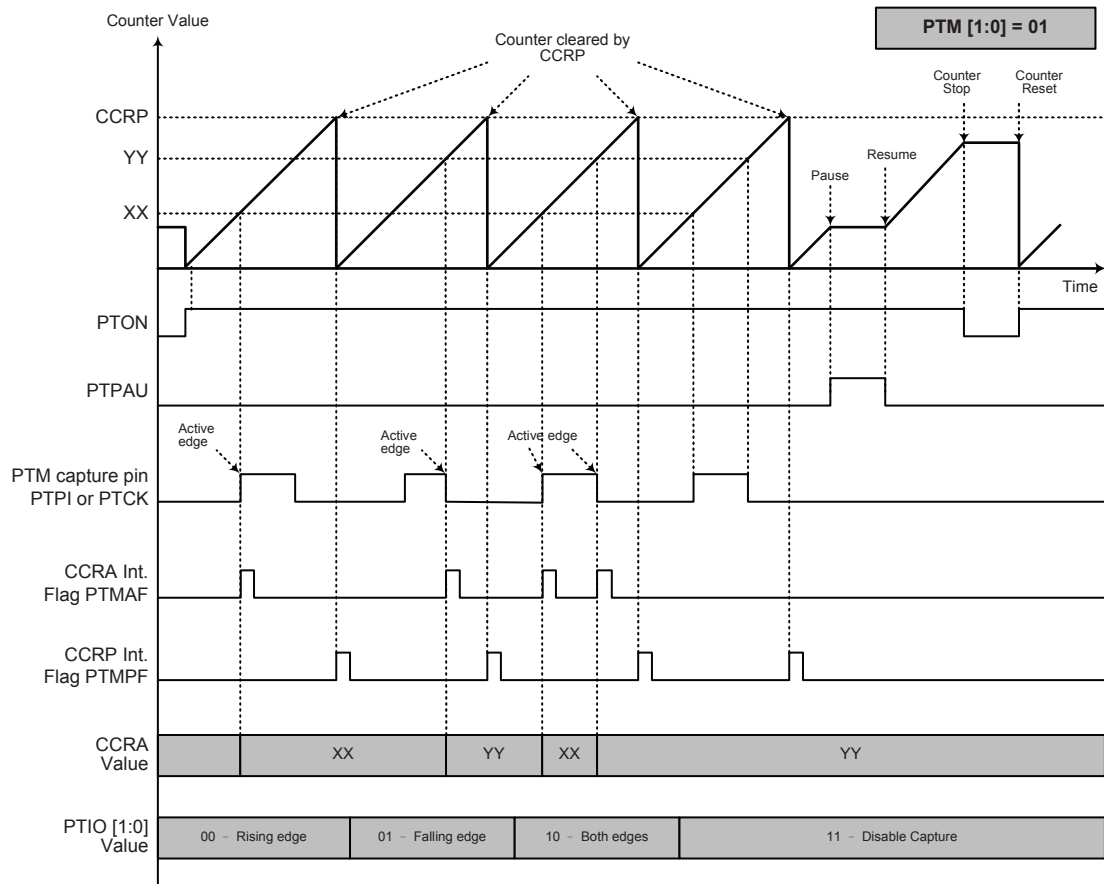 Counter Value
PTM [1:0] = 01
Counter cleared by
CCRP
Counter
Stop
Counter
Reset
CCRP
YY
XX
Pause
Resume
Time
PTON
PTPAU
Active
edge
Active
edge
Active edge
PTM capture pin
PTPI or PTCK
CCRA Int.
Flag PTMAF
CCRP Int.
Flag PTMPF
CCRA
Value
XX
YY
XX
YY
PTIO [1:0]
Value
00 - Rising edge
01 - Falling edge
10 - Both edges
11 - Disable Capture